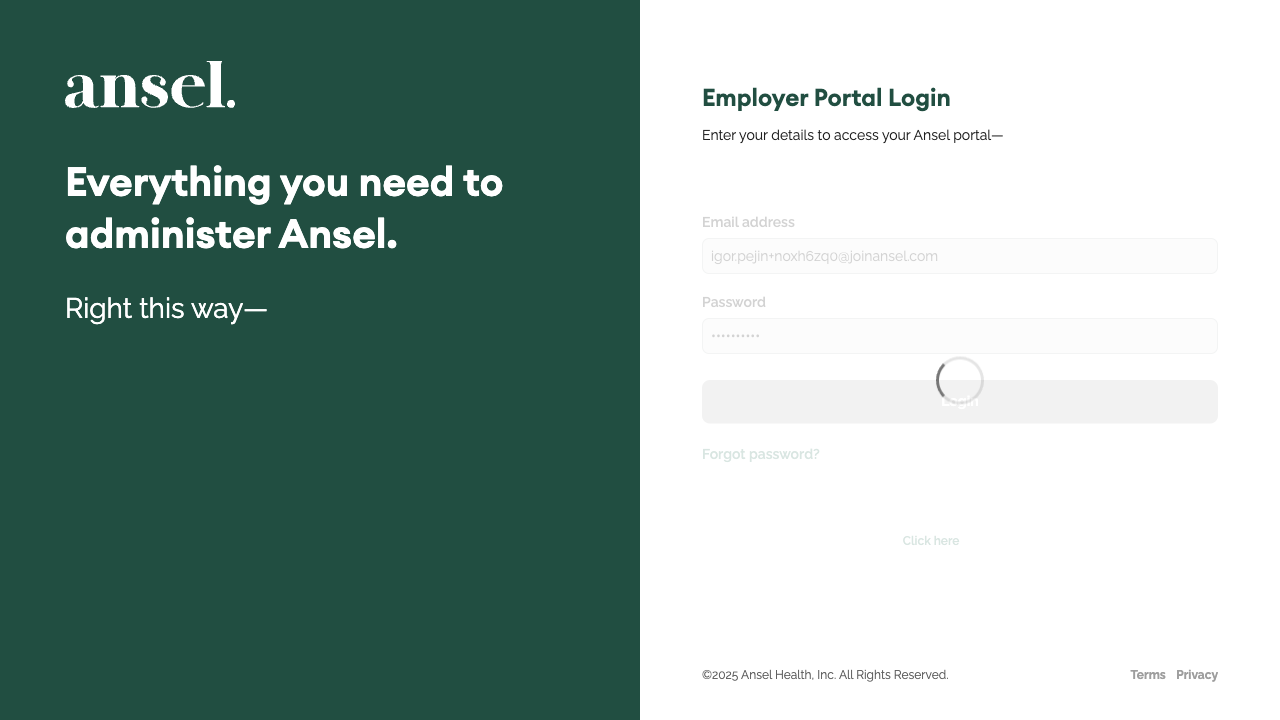 ansel.
Everything you need to
administer Ansel.
Right this way—
Employer Portal Login
Enter your details to access your Ansel portal—
Email address
igor.pejin+noxh6zq0@joinansel.com
Password
••••••••••
Login
Forgot password?
Click here
©2025 Ansel Health, Inc. All Rights Reserved.
Terms Privacy